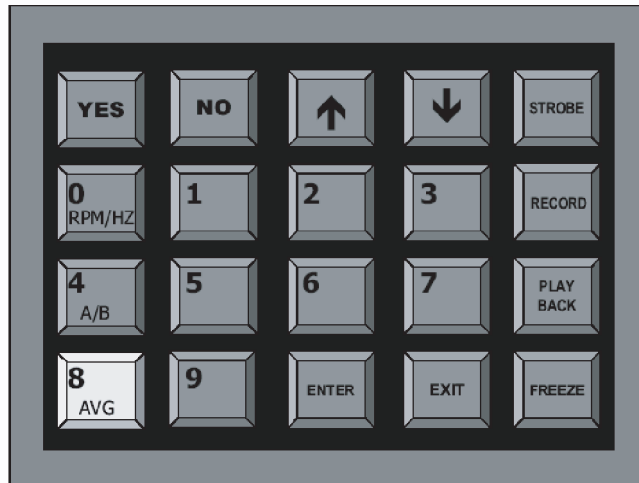 YES NO ↑ ↓ STROBE
0 1 2 3 RECORD
RPM/HZ
4 5 6 7 PLAY
A/B BACK
8 9 ENTER EXIT FREEZE
AVG